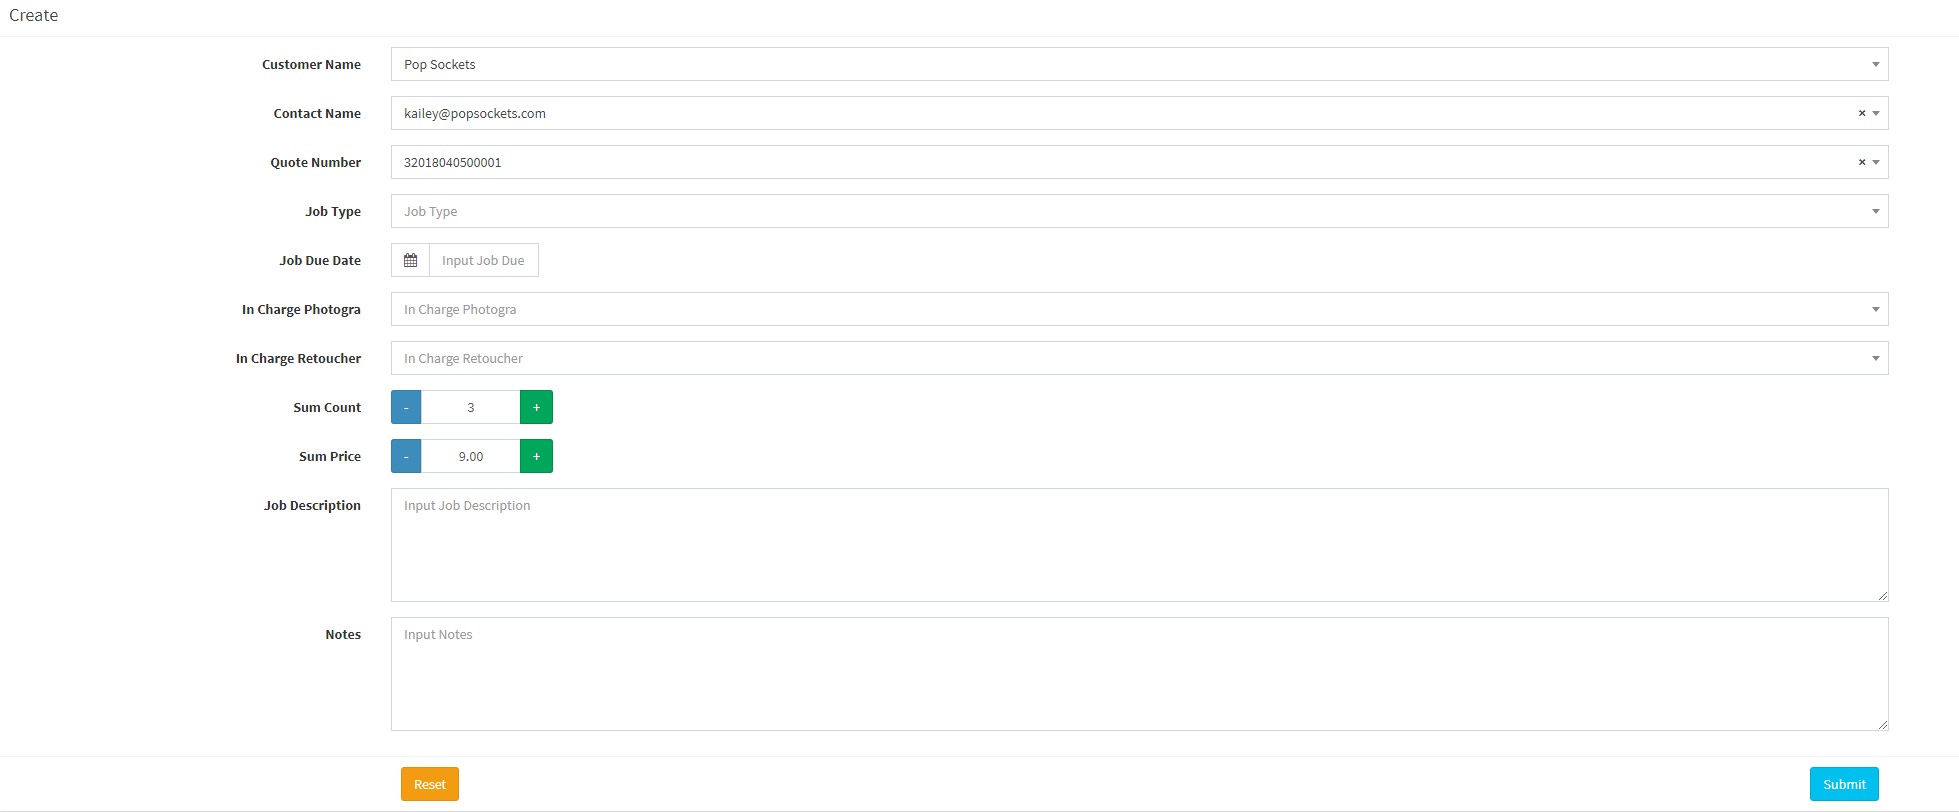 Create
Customer Name Pop Sockets
Contact Name kailey@popsockets.com ×
Quote Number 32018040500001 ×
Job Type Job Type
Job Due Date Input Job Due
In Charge Photogra In Charge Photogra
In Charge Retoucher In Charge Retoucher
Sum Count - 3 +
Sum Price - 9.00 +
Job Description Input Job Description
Notes Input Notes
Reset Submit